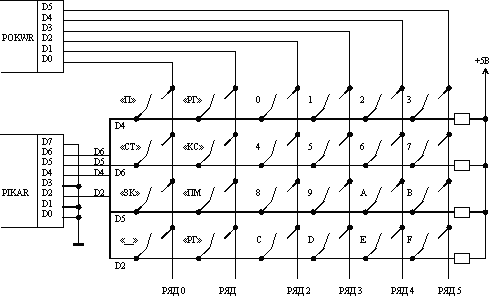 D5
D4
D3
POKWR D2
D1
D0
+5В
«П» «РГ» 0 1 2 3
D4
D7
D6 D6 «СТ» «КС» 4 5 6 7
D5 D5
D4 D4 D6
D3
PIKAR D2 D2 «ЗК» «ПМ 8 9 A B
D1
D0 D5
«__» «РГ» C D E F
D2
РЯД 0 РЯД РЯД 2 РЯД 3 РЯД 4 РЯД 5